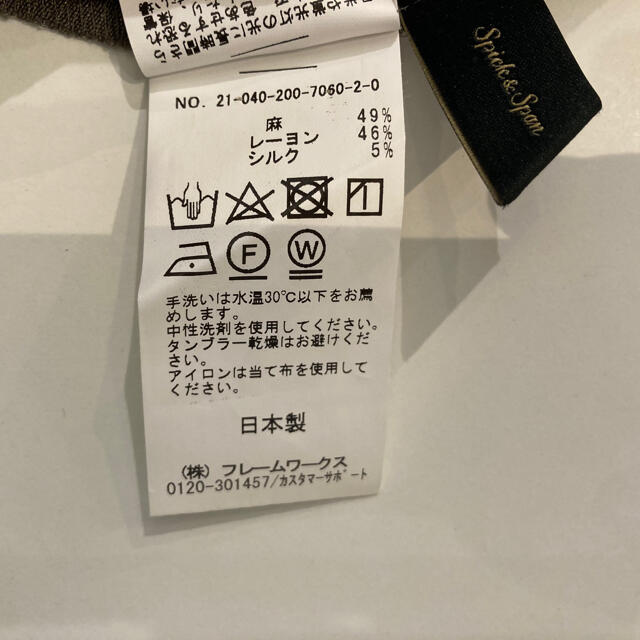 Spick & Span
NO. 21-040-200-7060-2-0
麻 49%
レーヨン 46%
シルク 5%
F
W
手洗いは水温30℃以下をお薦
めします。
中性洗剤を使用してください。
タンブラー乾燥はお避けくだ
さい。
アイロンは当て布を使用して
ください。
日本製
(株) フレームワークス
0120-301457/カスタマーサポート